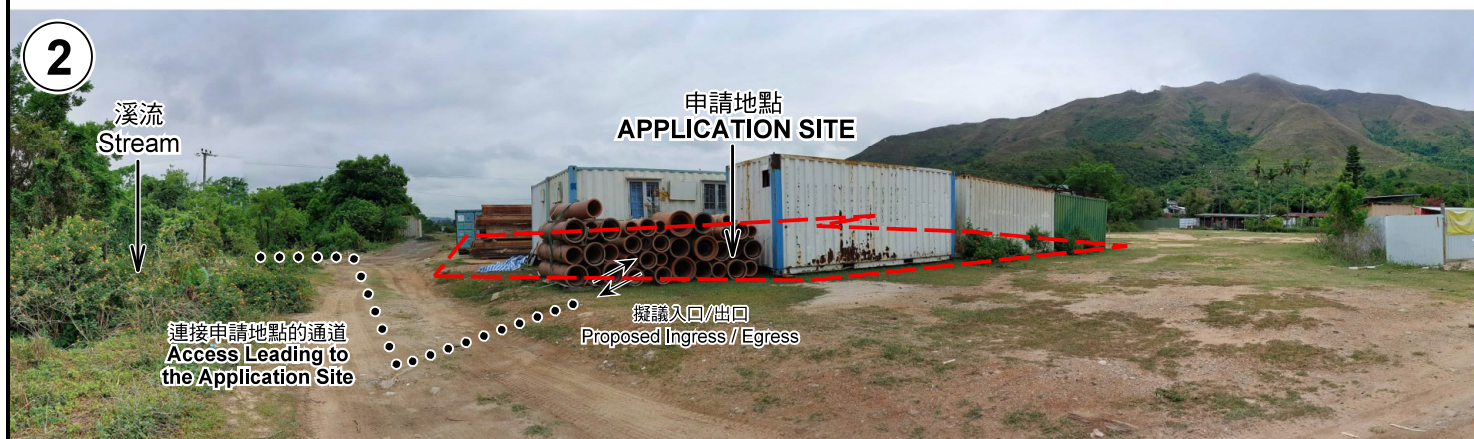 2
溪流
Stream
申請地點
APPLICATION SITE
擬議入口/出口
Proposed Ingress / Egress
連接申請地點的通道
Access Leading to
the Application Site